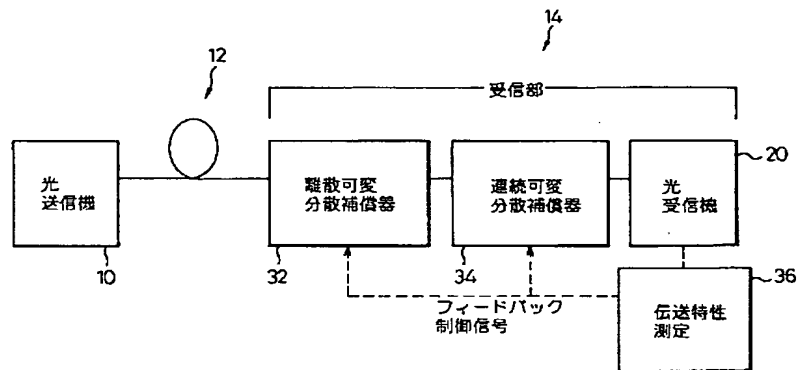 14
12
受信部
光
送信機
離散可変
分散補償器
連続可変
分散補償器
光
受信機
20
10
32
34
36
フィードバック
制御信号
伝送特性
測定